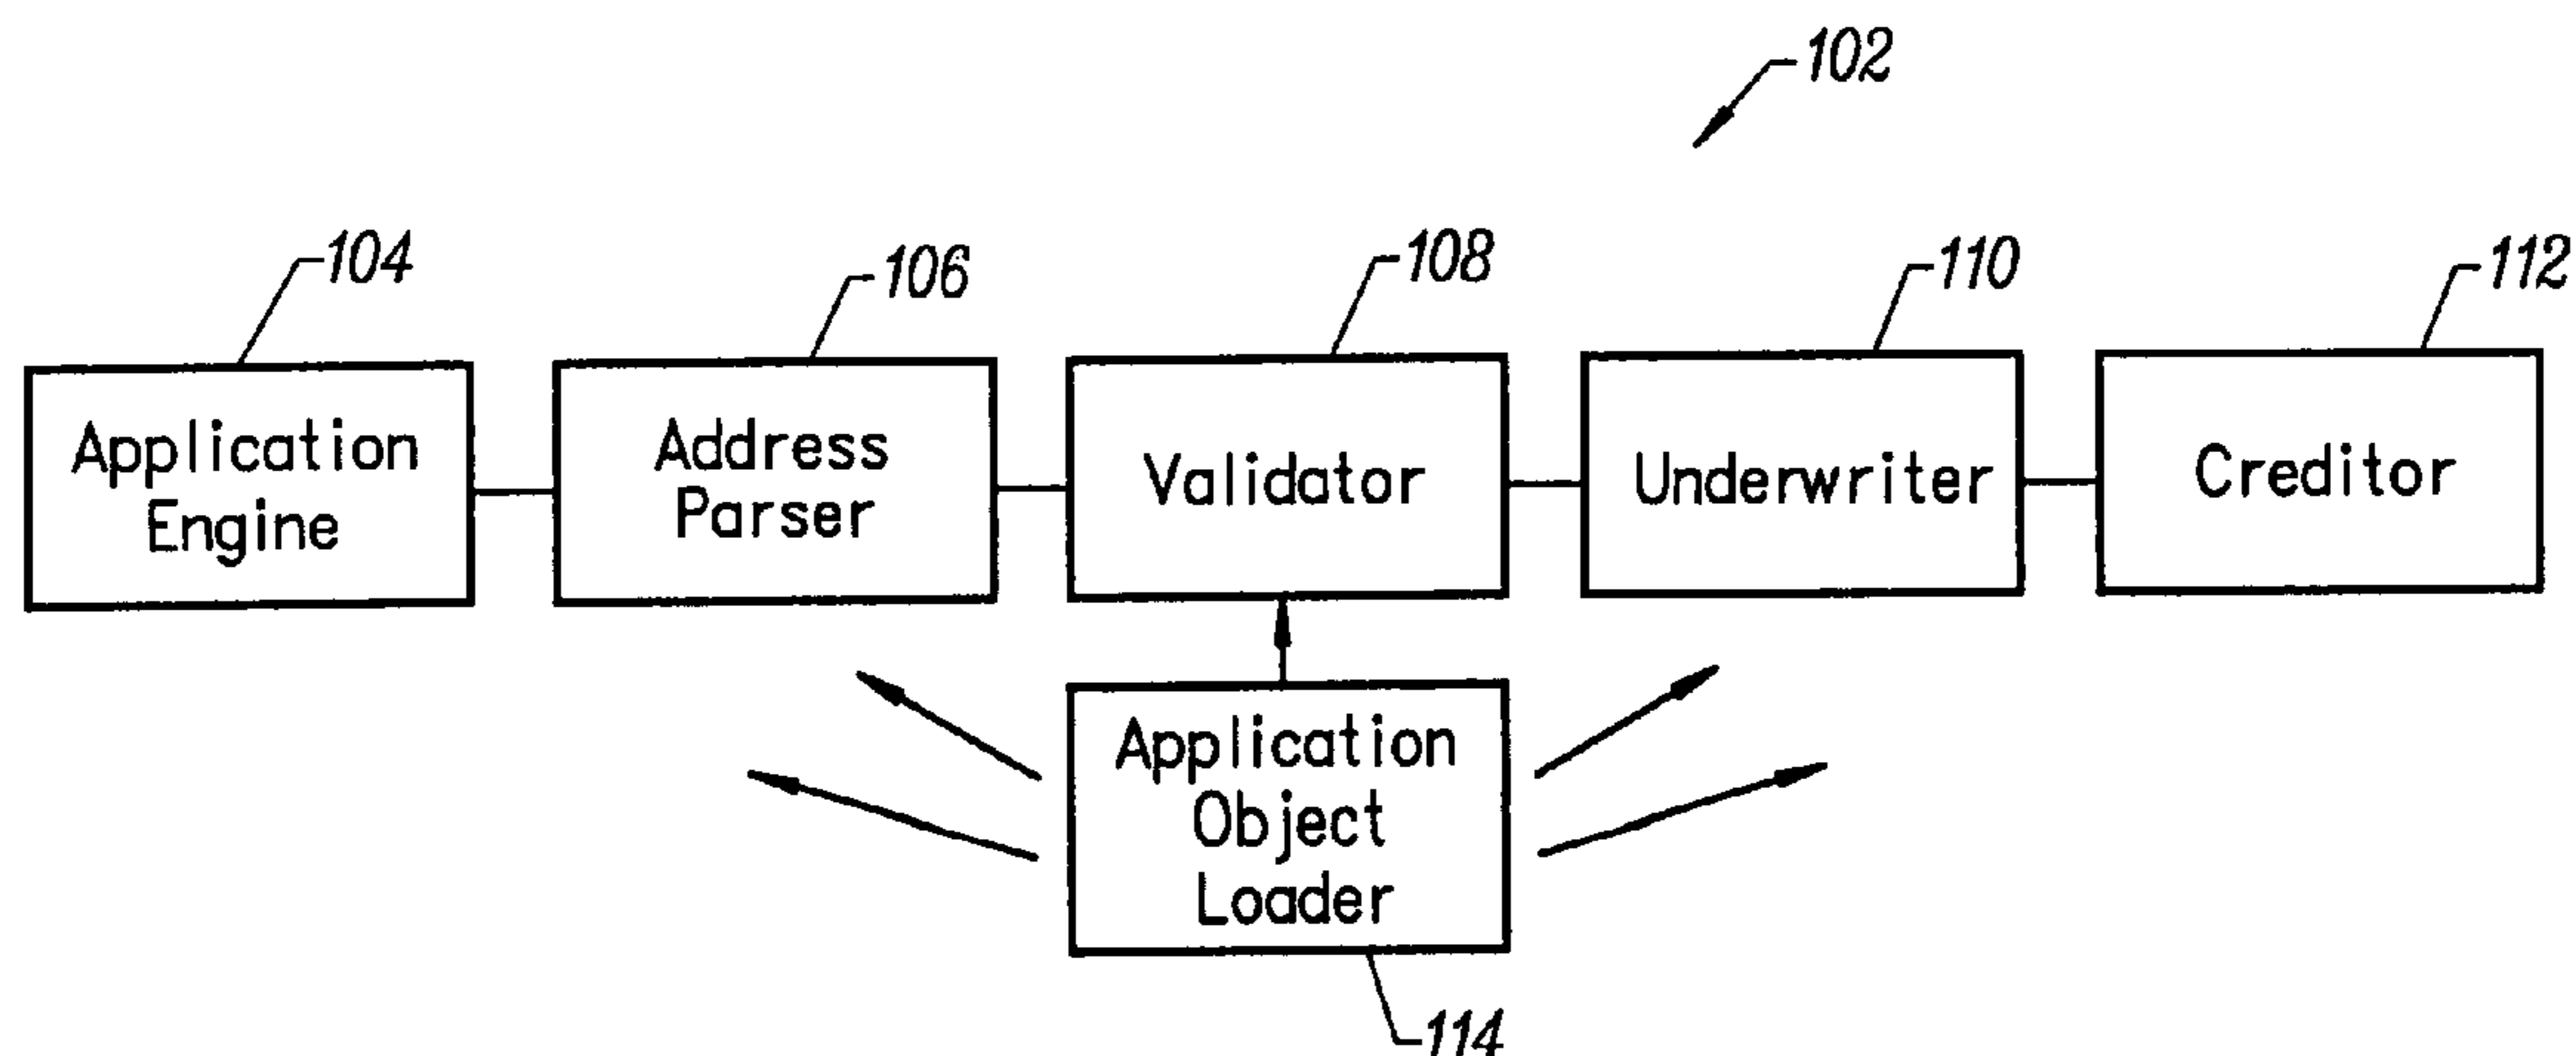 102
104
106
108
110
112
Application
Engine
Address
Parser
Validator
Underwriter
Creditor
Application
Object
Loader
114